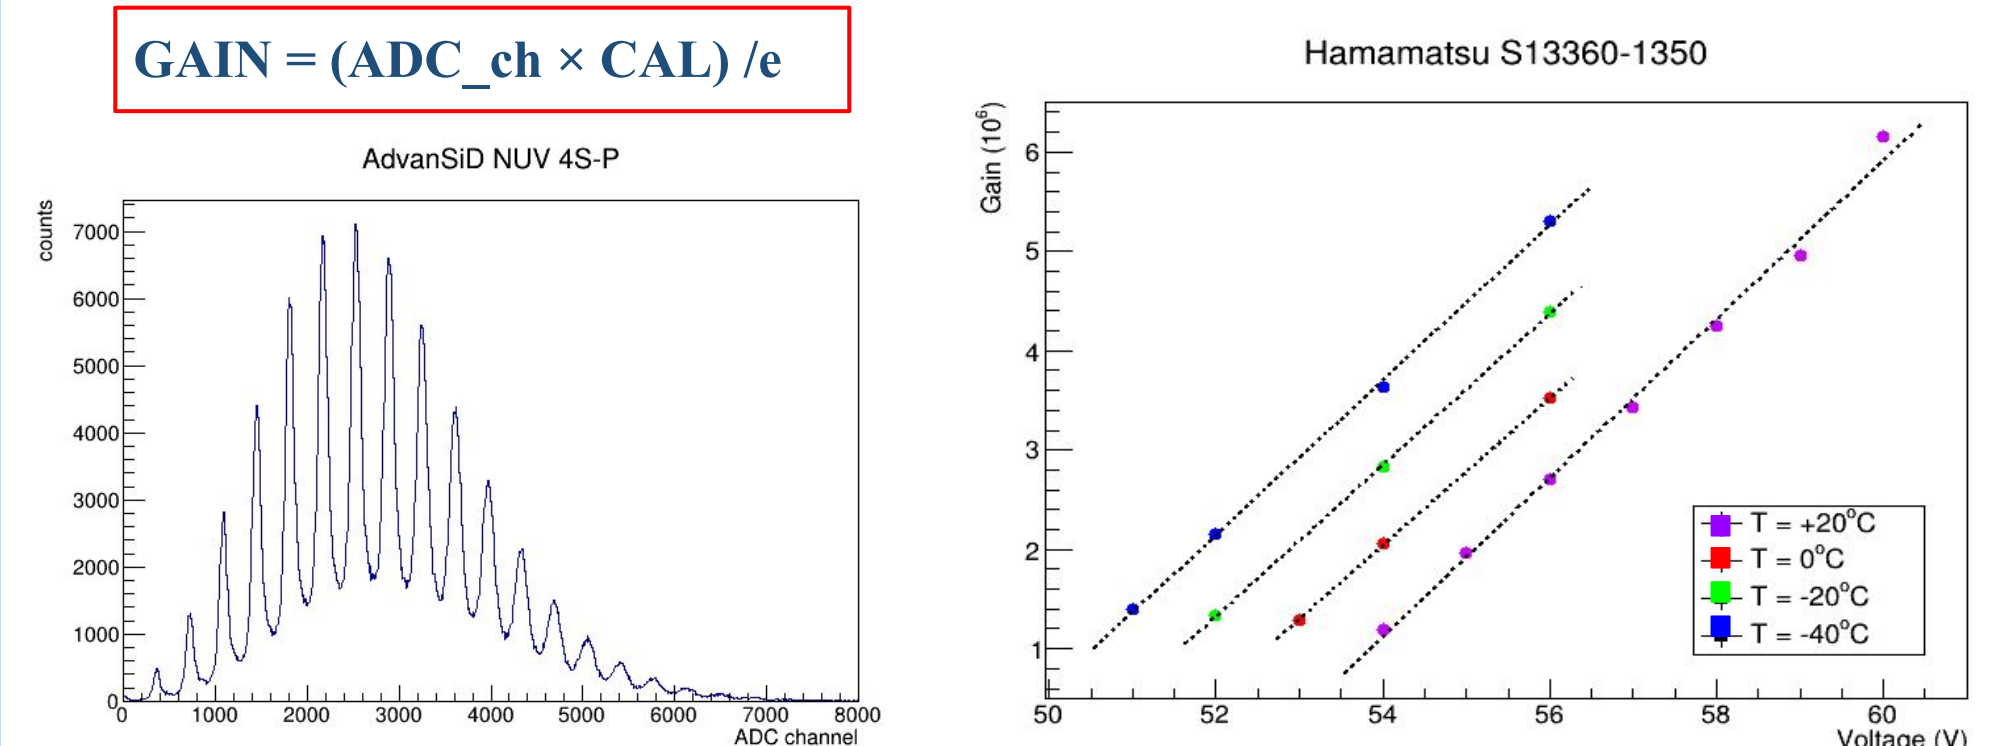 GAIN = (ADC_ch × CAL) /e
AdvanSiD NUV 4S-P
counts
7000
6000
5000
4000
3000
2000
1000
0
0 1000 2000 3000 4000 5000 6000 7000 8000
ADC channel
Hamamatsu S13360-1350
Gain (10⁶)
6
5
4
3
2
1
T = +20°C
T = 0°C
T = -20°C
T = -40°C
50 52 54 56 58 60
Voltage (V)